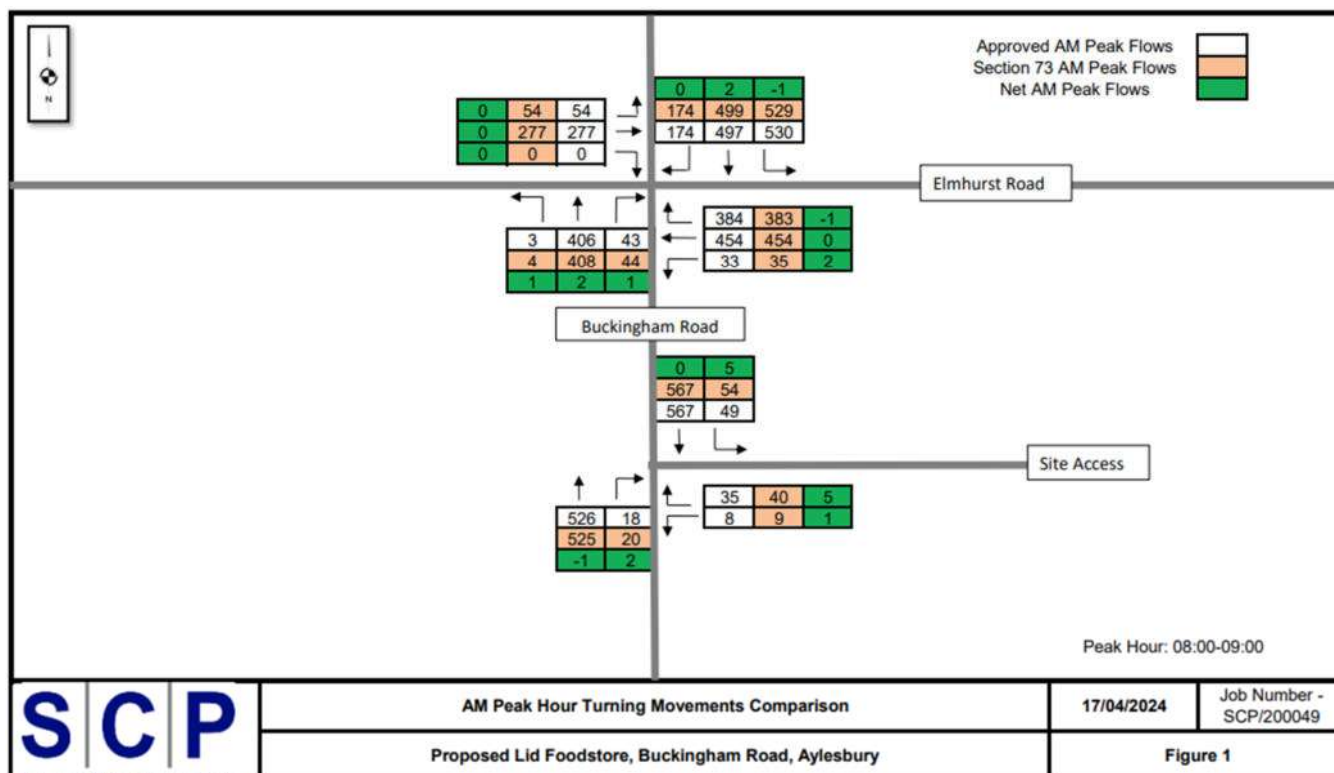 N
Approved AM Peak Flows
Section 73 AM Peak Flows
Net AM Peak Flows
0 54 54
0 277 277
0 0 0
0 2 -1
174 499 529
174 497 530
Elmhurst Road
3 406 43
4 408 44
1 2 1
384 383 -1
454 454 0
33 35 2
Buckingham Road
0 5
567 54
567 49
Site Access
526 18
525 20
-1 2
35 40 5
8 9 1
Peak Hour: 08:00-09:00
SCP
AM Peak Hour Turning Movements Comparison
17/04/2024
Job Number -
SCP/200049
Proposed Lid Foodstore, Buckingham Road, Aylesbury
Figure 1